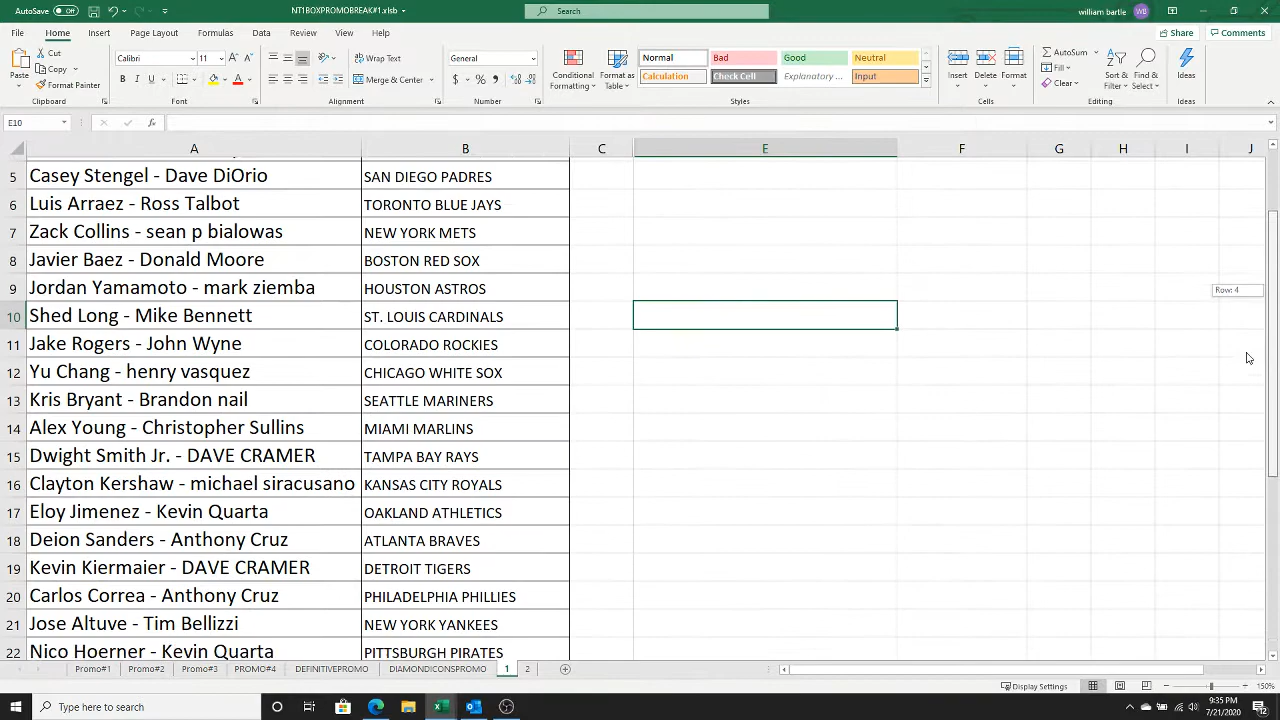 AutoSave Off NT1BOXPROMOBREAK#1.xlsb Search william bartle WB
File Home Insert Page Layout Formulas Data Review View Help Share Comments
Paste Cut Copy Format Painter Calibri 11 General Merge & Center Conditional Formatting Format as Table Normal Bad Good Neutral Calculation Check Cell Explanatory ... Input Insert Delete Format AutoSum Fill Clear Sort & Filter Find & Select Ideas
Clipboard Font Alignment Number Styles Cells Editing Ideas
E10 fx
A B C E F G H I J
5 Casey Stengel - Dave DiOrio SAN DIEGO PADRES
6 Luis Arraez - Ross Talbot TORONTO BLUE JAYS
7 Zack Collins - sean p bialowas NEW YORK METS
8 Javier Baez - Donald Moore BOSTON RED SOX
9 Jordan Yamamoto - mark ziemba HOUSTON ASTROS Row: 4
10 Shed Long - Mike Bennett ST. LOUIS CARDINALS
11 Jake Rogers - John Wyne COLORADO ROCKIES
12 Yu Chang - henry vasquez CHICAGO WHITE SOX
13 Kris Bryant - Brandon nail SEATTLE MARINERS
14 Alex Young - Christopher Sullins MIAMI MARLINS
15 Dwight Smith Jr. - DAVE CRAMER TAMPA BAY RAYS
16 Clayton Kershaw - michael siracusano KANSAS CITY ROYALS
17 Eloy Jimenez - Kevin Quarta OAKLAND ATHLETICS
18 Deion Sanders - Anthony Cruz ATLANTA BRAVES
19 Kevin Kiermaier - DAVE CRAMER DETROIT TIGERS
20 Carlos Correa - Anthony Cruz PHILADELPHIA PHILLIES
21 Jose Altuve - Tim Bellizzi NEW YORK YANKEES
22 Nico Hoerner - Kevin Quarta PITTSBURGH PIRATES
Promo#1 Promo#2 Promo#3 PROMO#4 DEFINITIVEPROMO DIAMONDICONSPROMO 1 2
Display Settings 150%
Type here to search 9:35 PM
7/21/2020